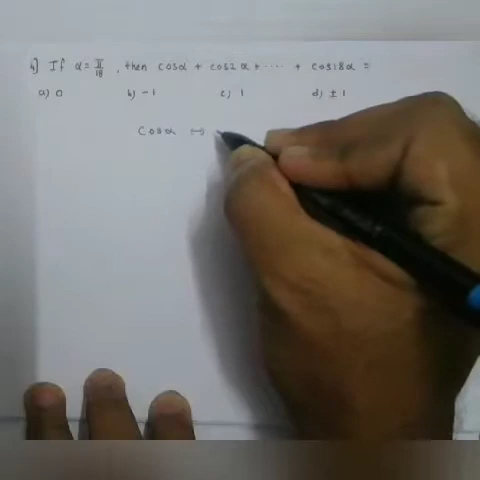 4] If α = π/18 , then cosα + cos2α + ···· + cos18α =
a) 0 b) -1 c) 1 d) ± 1
cosα